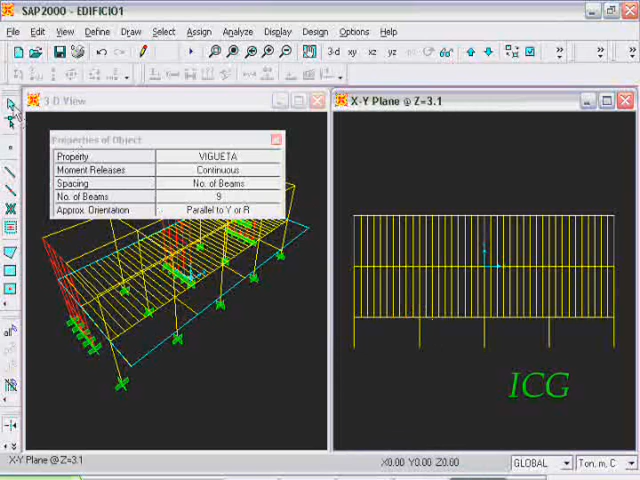 SAP2000 - EDIFICIO1
File Edit View Define Draw Select Assign Analyze Display Design Options Help
3-d xy xz yz
3-D View
X-Y Plane @ Z=3.1
Properties of Object
Property VIGUETA
Moment Releases Continuous
Spacing No. of Beams
No. of Beams 9
Approx. Orientation Parallel to Y or R
ICG
all
X-Y Plane @ Z=3.1 X0.00 Y0.00 Z0.00 GLOBAL Ton, m, C